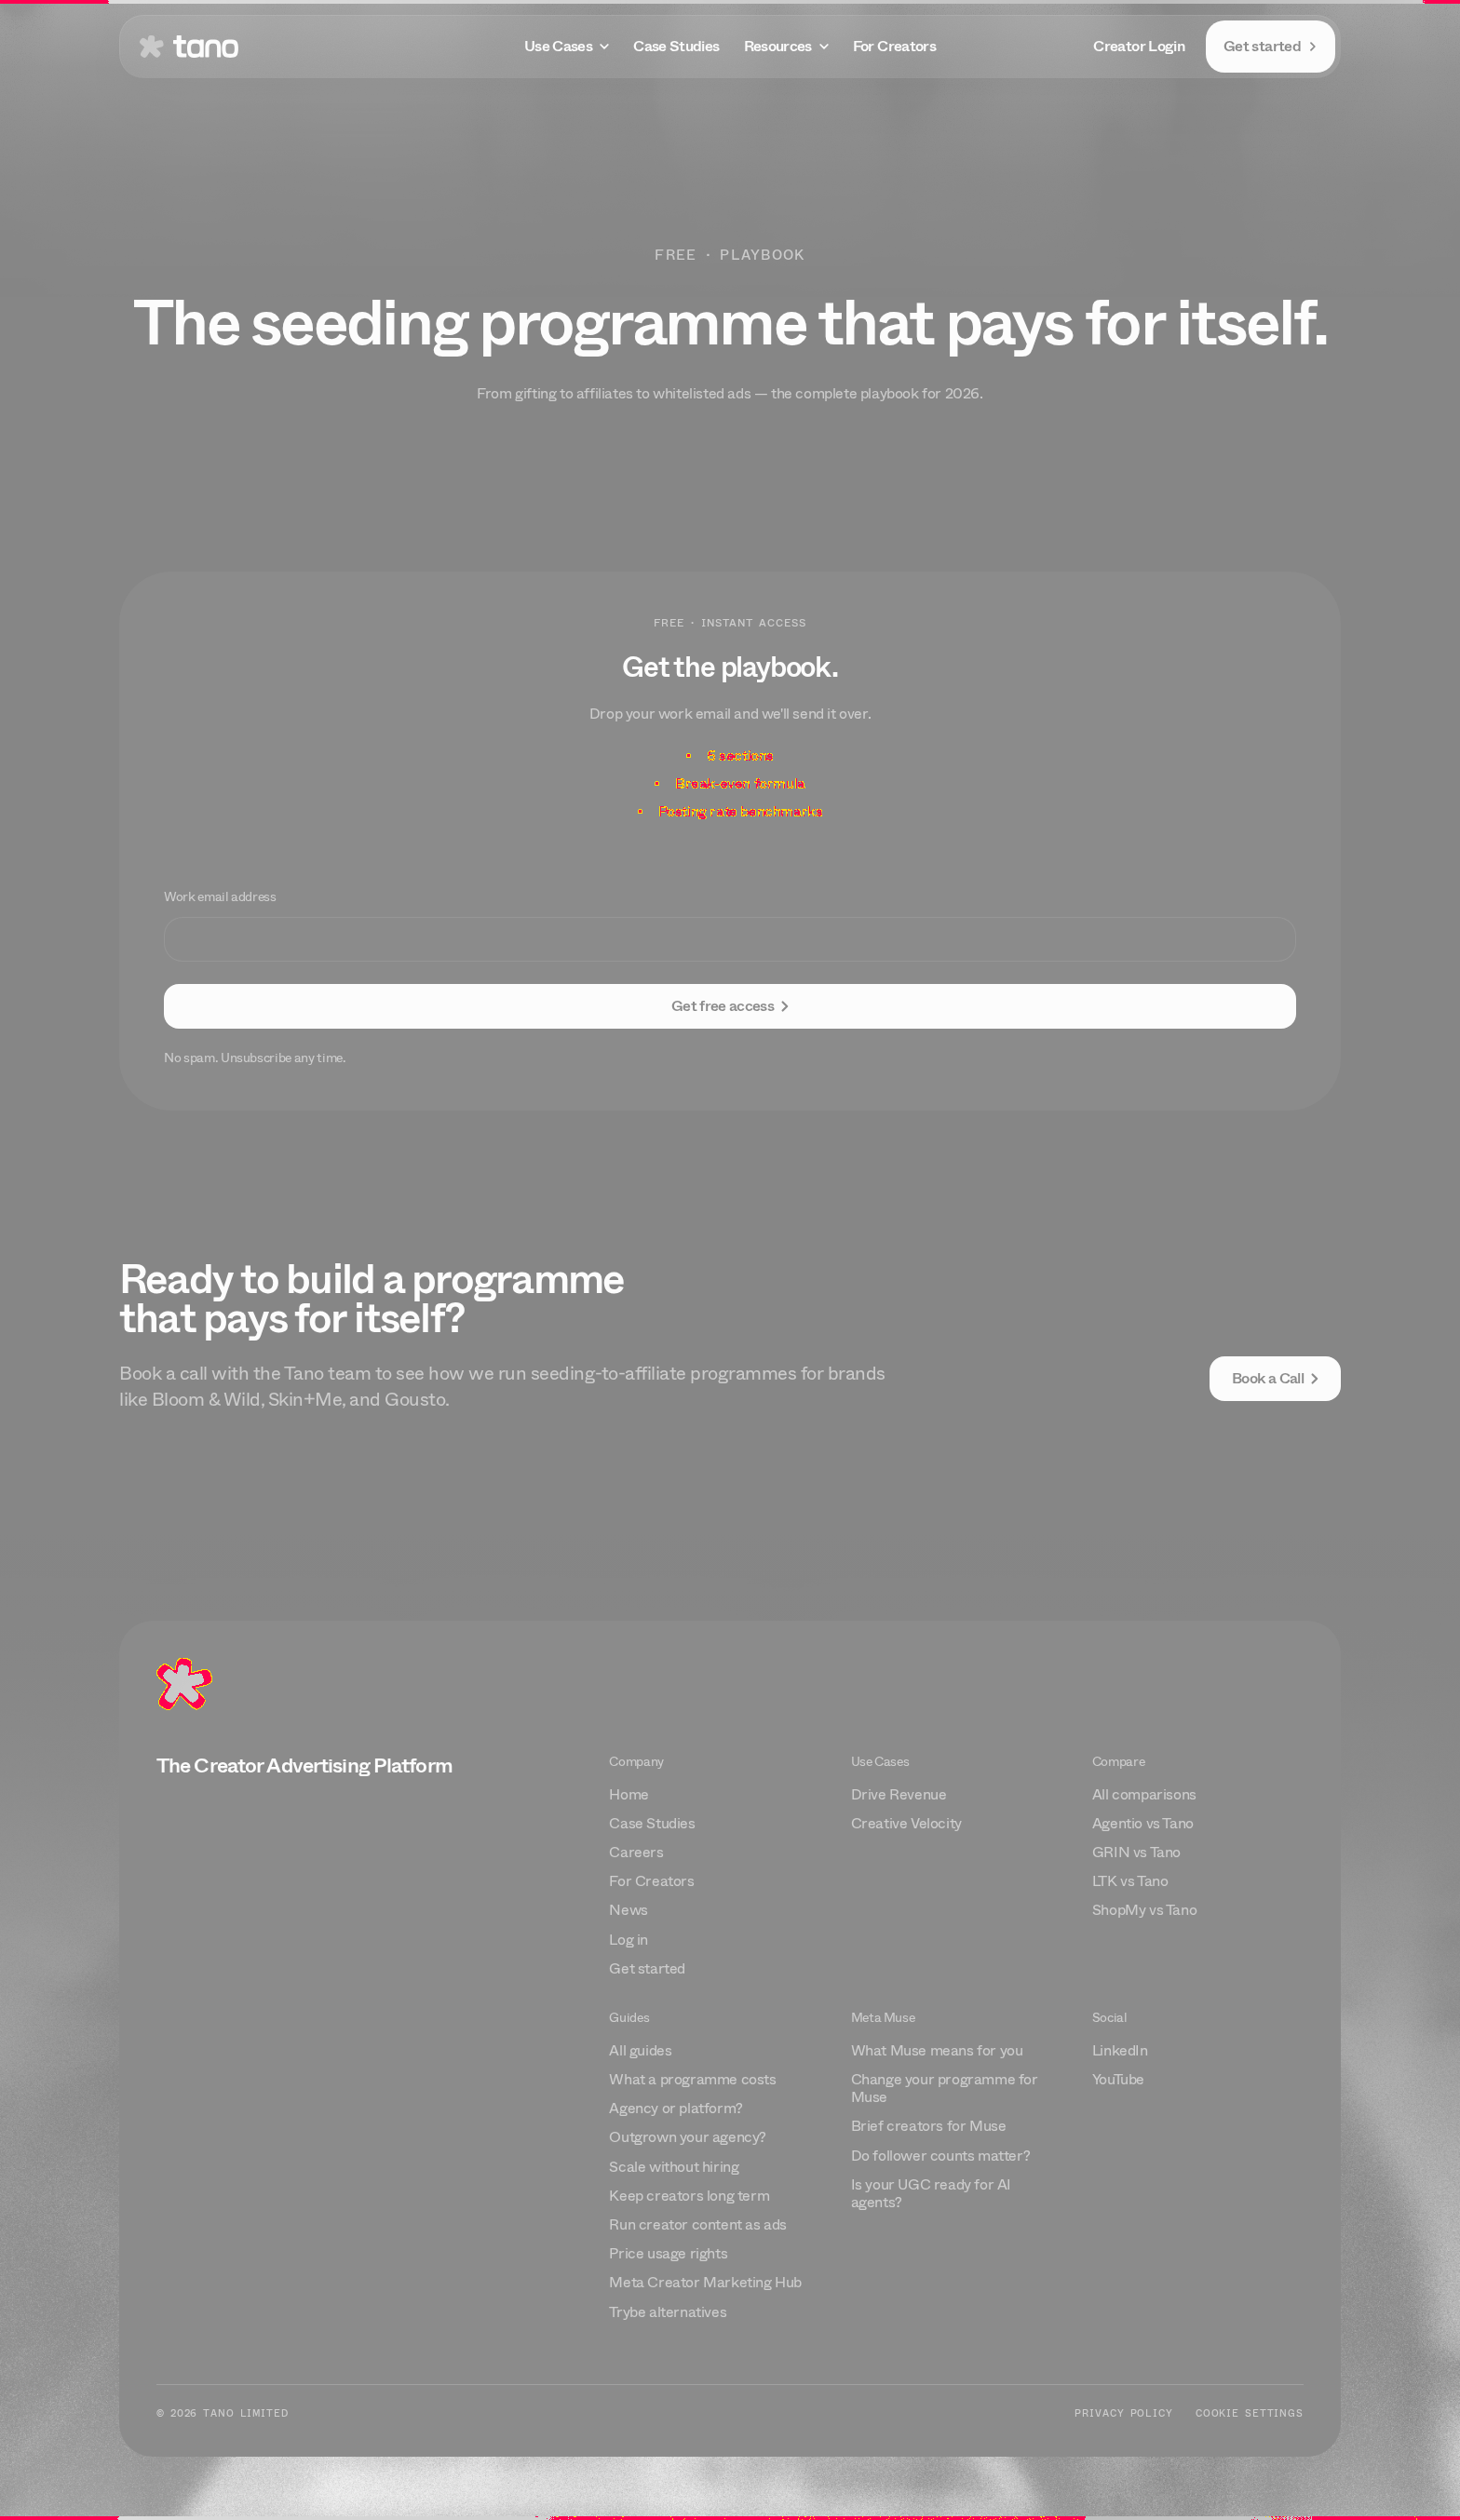 tano
Use Cases
Case Studies
Resources
For Creators
Creator Login
Get started
FREE · PLAYBOOK
The seeding programme that pays for itself.
From gifting to affiliates to whitelisted ads — the complete playbook for 2026.
FREE · INSTANT ACCESS
Get the playbook.
Drop your work email and we'll send it over.
• 6 sections
• Break-even formula
• Posting rate benchmarks
Work email address
Get free access
No spam. Unsubscribe any time.
Ready to build a programme
that pays for itself?
Book a call with the Tano team to see how we run seeding-to-affiliate programmes for brands
like Bloom & Wild, Skin+Me, and Gousto.
Book a Call
The Creator Advertising Platform
Company
Home
Case Studies
Careers
For Creators
News
Log in
Get started
Use Cases
Drive Revenue
Creative Velocity
Compare
All comparisons
Agentio vs Tano
GRIN vs Tano
LTK vs Tano
ShopMy vs Tano
Guides
All guides
What a programme costs
Agency or platform?
Outgrown your agency?
Scale without hiring
Keep creators long term
Run creator content as ads
Price usage rights
Meta Creator Marketing Hub
Trybe alternatives
Meta Muse
What Muse means for you
Change your programme for
Muse
Brief creators for Muse
Do follower counts matter?
Is your UGC ready for AI
agents?
Social
LinkedIn
YouTube
© 2026 TANO LIMITED
PRIVACY POLICY
COOKIE SETTINGS